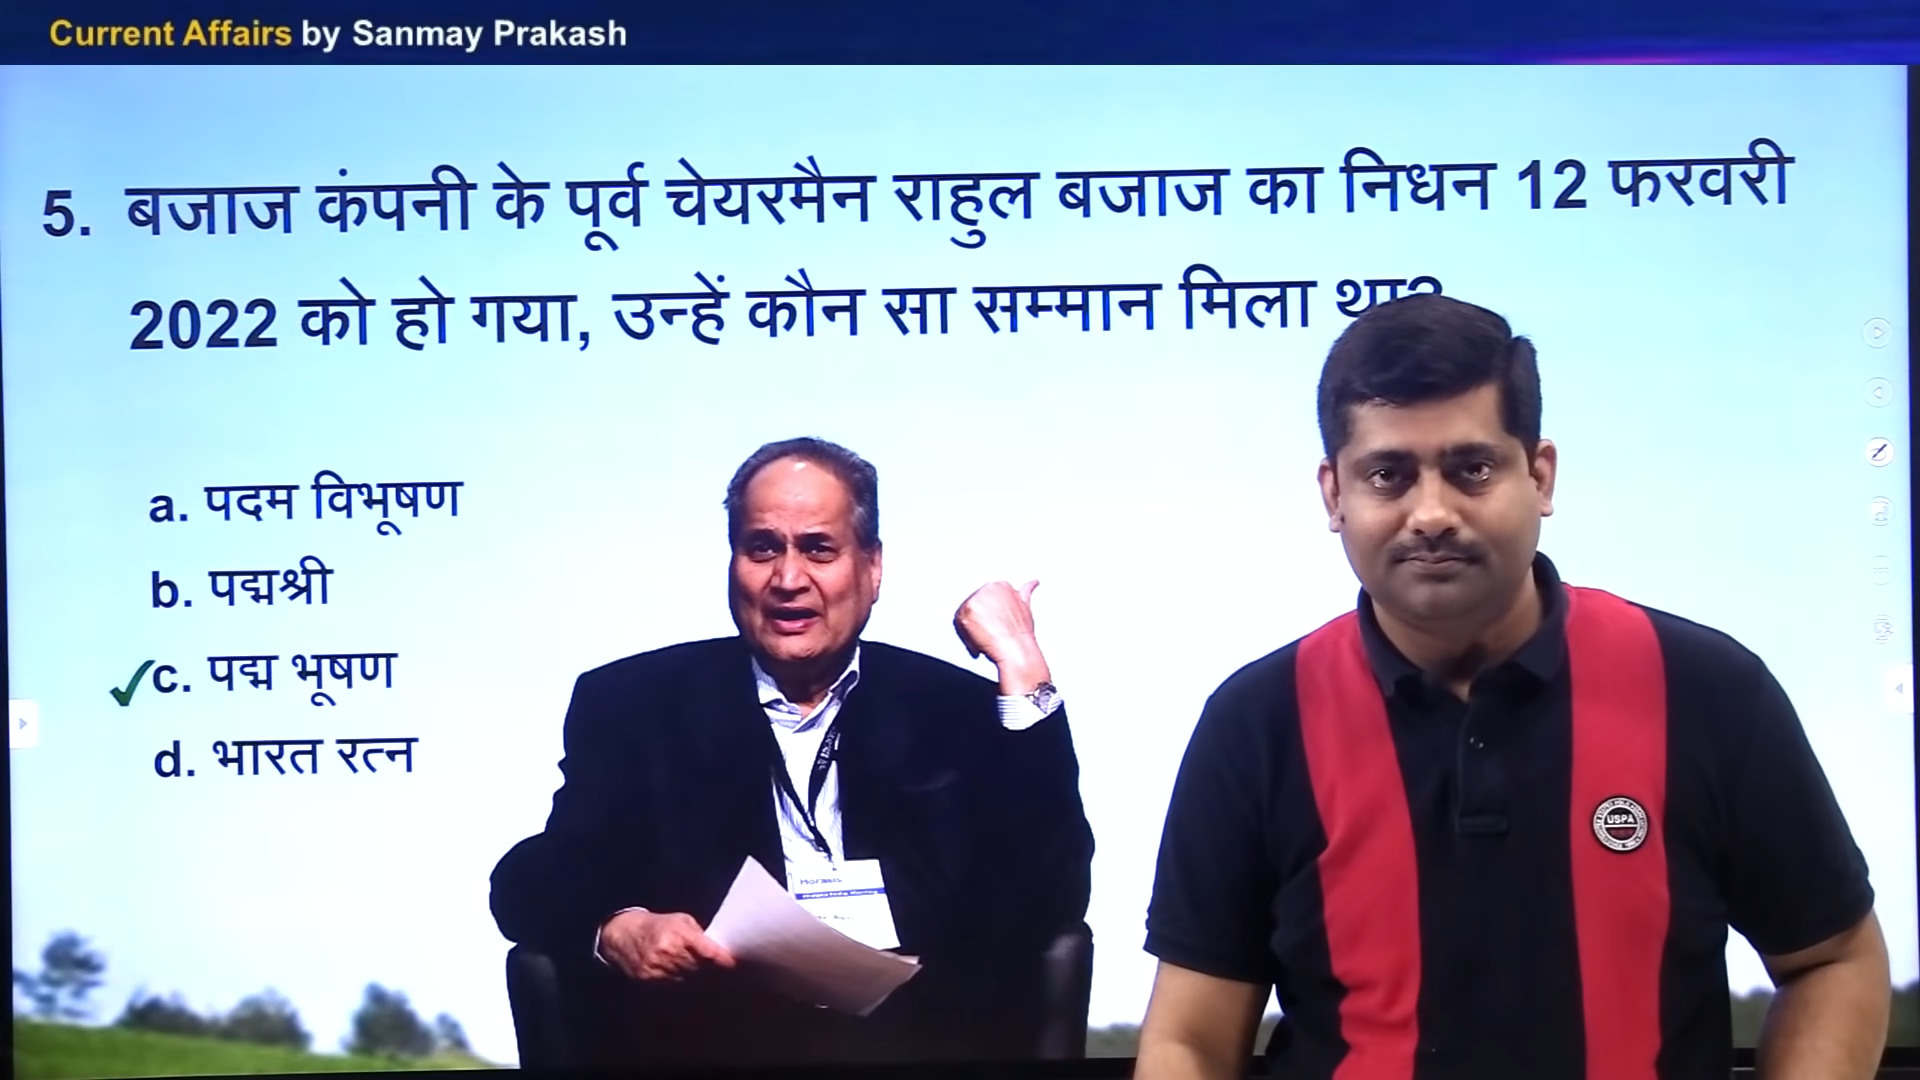 Current Affairs by Sanmay Prakash
5. बजाज कंपनी के पूर्व चेयरमैन राहुल बजाज का निधन 12 फरवरी
2022 को हो गया, उन्हें कौन सा सम्मान मिला था?
a. पदम विभूषण
b. पद्मश्री
c. पद्म भूषण
d. भारत रत्न
USPA